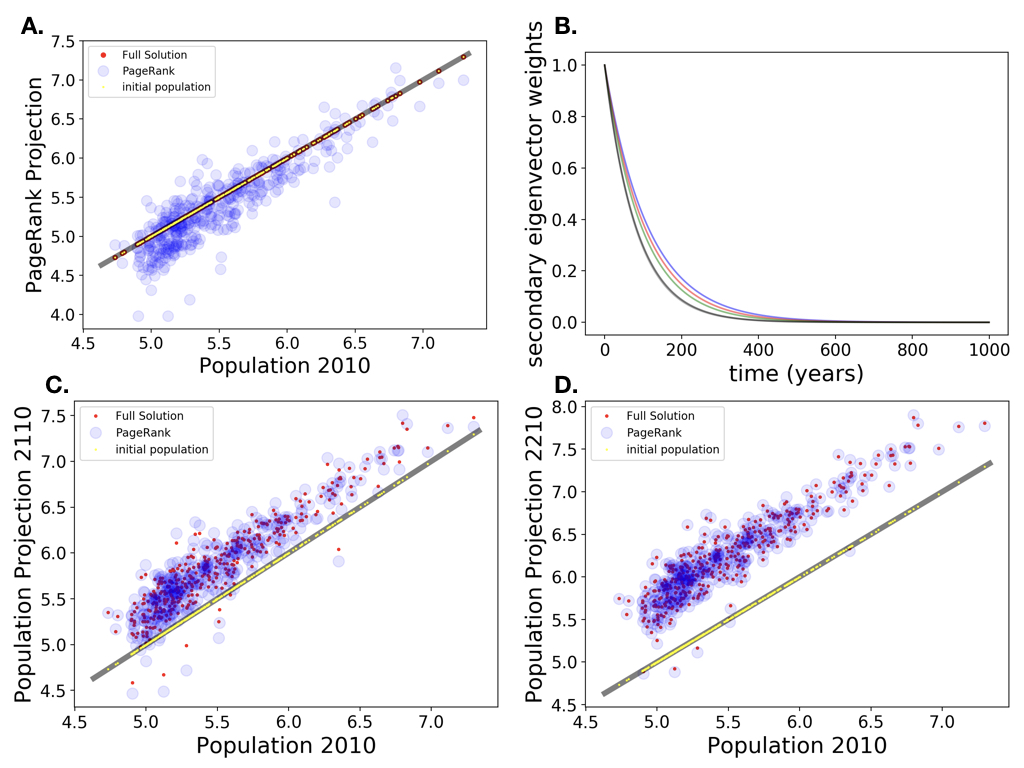 A.
7.5
7.0
6.5
6.0
5.5
5.0
4.5
4.0
PageRank Projection
Full Solution
PageRank
initial population
4.5 5.0 5.5 6.0 6.5 7.0
Population 2010
B.
1.0
0.8
0.6
0.4
0.2
0.0
secondary eigenvector weights
0 200 400 600 800 1000
time (years)
C.
7.5
7.0
6.5
6.0
5.5
5.0
4.5
Population Projection 2110
Full Solution
PageRank
initial population
4.5 5.0 5.5 6.0 6.5 7.0
Population 2010
D.
8.0
7.5
7.0
6.5
6.0
5.5
5.0
4.5
Population Projection 2210
Full Solution
PageRank
initial population
4.5 5.0 5.5 6.0 6.5 7.0
Population 2010